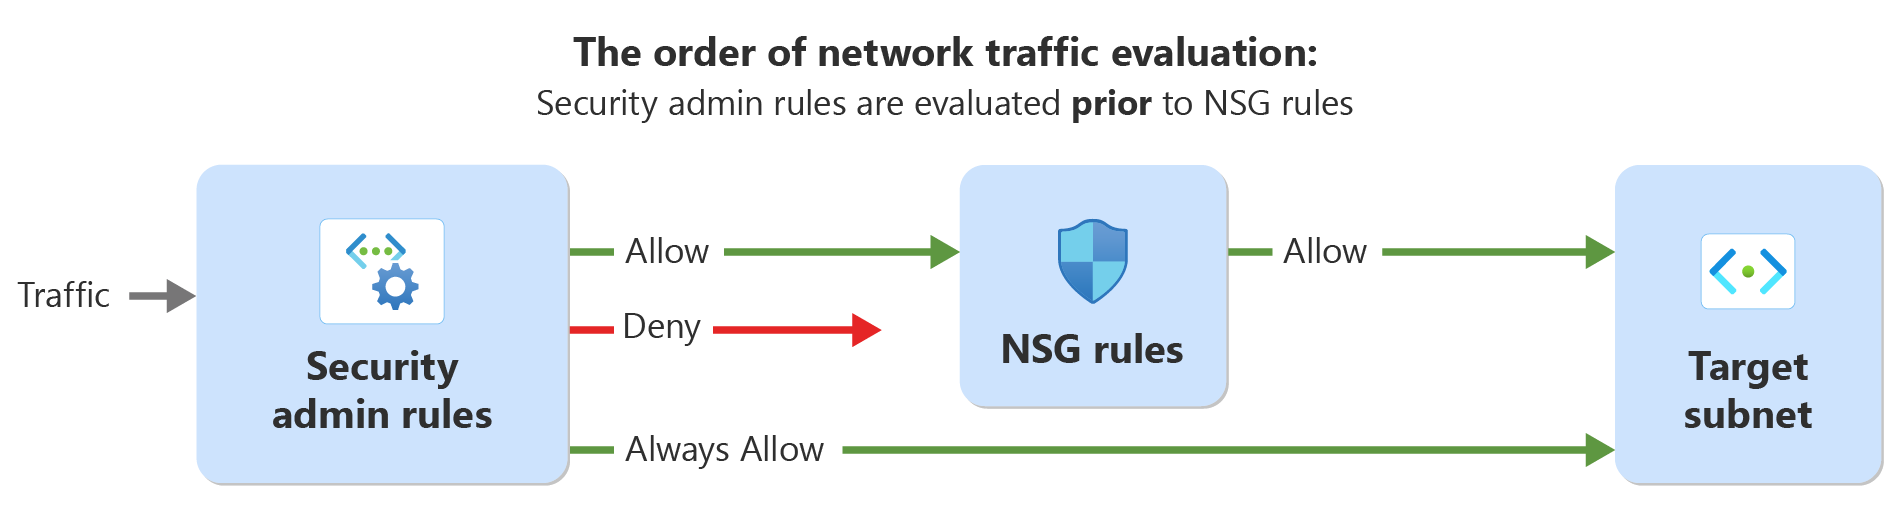 The order of network traffic evaluation:
Security admin rules are evaluated prior to NSG rules
Traffic
Security
admin rules
Allow
Deny
Always Allow
NSG rules
Allow
Target
subnet